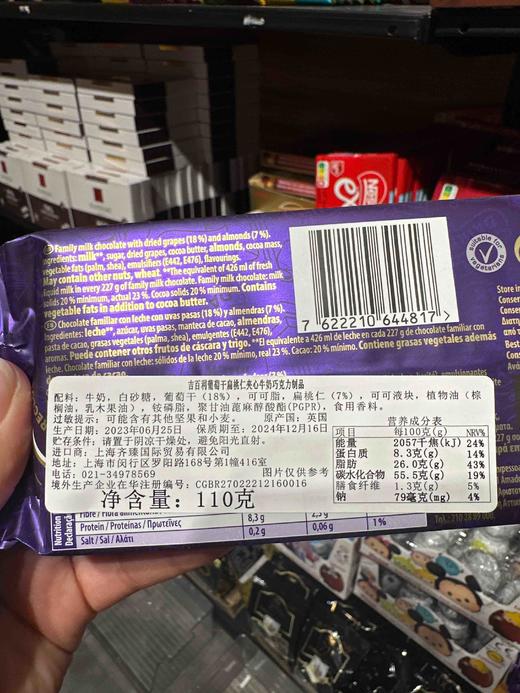 Family milk chocolate with dried grapes (18 %) and almonds (7 %).
Ingredients: milk**, sugar, dried grapes, cocoa butter, almonds, cocoa mass,
vegetable fats (palm, shea), emulsifiers (E442, E476), flavourings.
May contain other nuts, wheat. **The equivalent of 426 ml of fresh
liquid milk in every 227 g of family milk chocolate. Family milk chocolate: milk
solids 20 % minimum, actual 23 %. Cocoa solids 20 % minimum. Contains
vegetable fats in addition to cocoa butter.
Chocolate familiar con leche con uvas pasas (18 %) y almendras (7 %).
Ingredientes: leche**, azúcar, uvas pasas, manteca de cacao, almendras,
pasta de cacao, grasas vegetales (palma, shea), emulgentes (E442, E476),
aromas. Puede contener otros frutos de cáscara y trigo. **El equivalente a 426 ml de
leche en cada 227 g de chocolate familiar con
leche. Chocolate familiar con leche: sólidos de la leche 20 % mínimo, real 23 %. Cacao: 20 % mínimo. Contiene grasas vegetales además
7 622210 644817 >
suitable for vegetarians
Store in
Conser
Best
Cons
吉百利葡萄干扁桃仁夹心牛奶巧克力制品
配料：牛奶，白砂糖，葡萄干（18%），可可脂，扁桃仁（7%），可可液块，植物油（棕
榈油，乳木果油），铵磷脂，聚甘油蓖麻醇酸酯(PGPR)，食用香料。
过敏提示：可能含有其他坚果和小麦。 原产国：英国
生产日期：2023年06月25日 保质期至：2024年12月16日
贮存条件：请置于阴凉干燥处，避免阳光直射。
进口商：上海齐臻国际贸易有限公司
地址：上海市闵行区罗阳路168号第1幢416室
电话：021-34978569 图片仅供参考
境外生产企业在华注册编号：CGBR27022212160016
净含量：110克
营养成分表
项目 每100克(g) NRV%
能量 2057千焦(kJ) 24%
蛋白质 8.3克(g) 14%
脂肪 26.0克(g) 43%
碳水化合物 55.5克(g) 19%
膳食纤维 1.3克(g) 5%
钠 79毫克(mg) 4%
Nutrition
Declaration
Protein / Proteínas / Πρωτεΐνες 8,3 g
Salt / Sal / Αλάτι 0,2 g 0,06 g 1 %